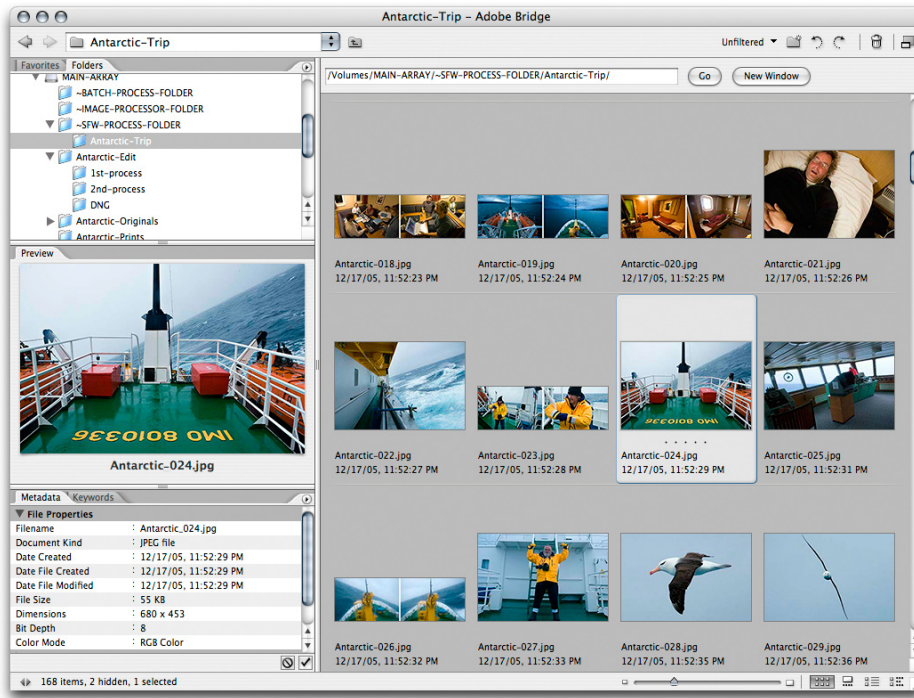 Antarctic-Trip – Adobe Bridge
Antarctic-Trip
Unfiltered
Favorites Folders
MAIN-ARRAY
~BATCH-PROCESS-FOLDER
~IMAGE-PROCESSOR-FOLDER
~SFW-PROCESS-FOLDER
Antarctic-Trip
Antarctic-Edit
1st-process
2nd-process
DNG
Antarctic-Originals
Antarctic-Prints
/Volumes/MAIN-ARRAY/~SFW-PROCESS-FOLDER/Antarctic-Trip/
Go
New Window
Preview
IMO 8010336
Antarctic-024.jpg
Metadata Keywords
File Properties
Filename : Antarctic_024.jpg
Document Kind : JPEG file
Date Created : 12/17/05, 11:52:29 PM
Date File Created : 12/17/05, 11:52:29 PM
Date File Modified : 12/17/05, 11:52:29 PM
File Size : 55 KB
Dimensions : 680 x 453
Bit Depth : 8
Color Mode : RGB Color
Antarctic-018.jpg
12/17/05, 11:52:23 PM
Antarctic-019.jpg
12/17/05, 11:52:24 PM
Antarctic-020.jpg
12/17/05, 11:52:25 PM
Antarctic-021.jpg
12/17/05, 11:52:26 PM
Antarctic-022.jpg
12/17/05, 11:52:27 PM
Antarctic-023.jpg
12/17/05, 11:52:28 PM
IMO 8010336
Antarctic-024.jpg
12/17/05, 11:52:29 PM
Antarctic-025.jpg
12/17/05, 11:52:31 PM
Antarctic-026.jpg
12/17/05, 11:52:32 PM
Antarctic-027.jpg
12/17/05, 11:52:33 PM
Antarctic-028.jpg
12/17/05, 11:52:35 PM
Antarctic-029.jpg
12/17/05, 11:52:36 PM
168 items, 2 hidden, 1 selected